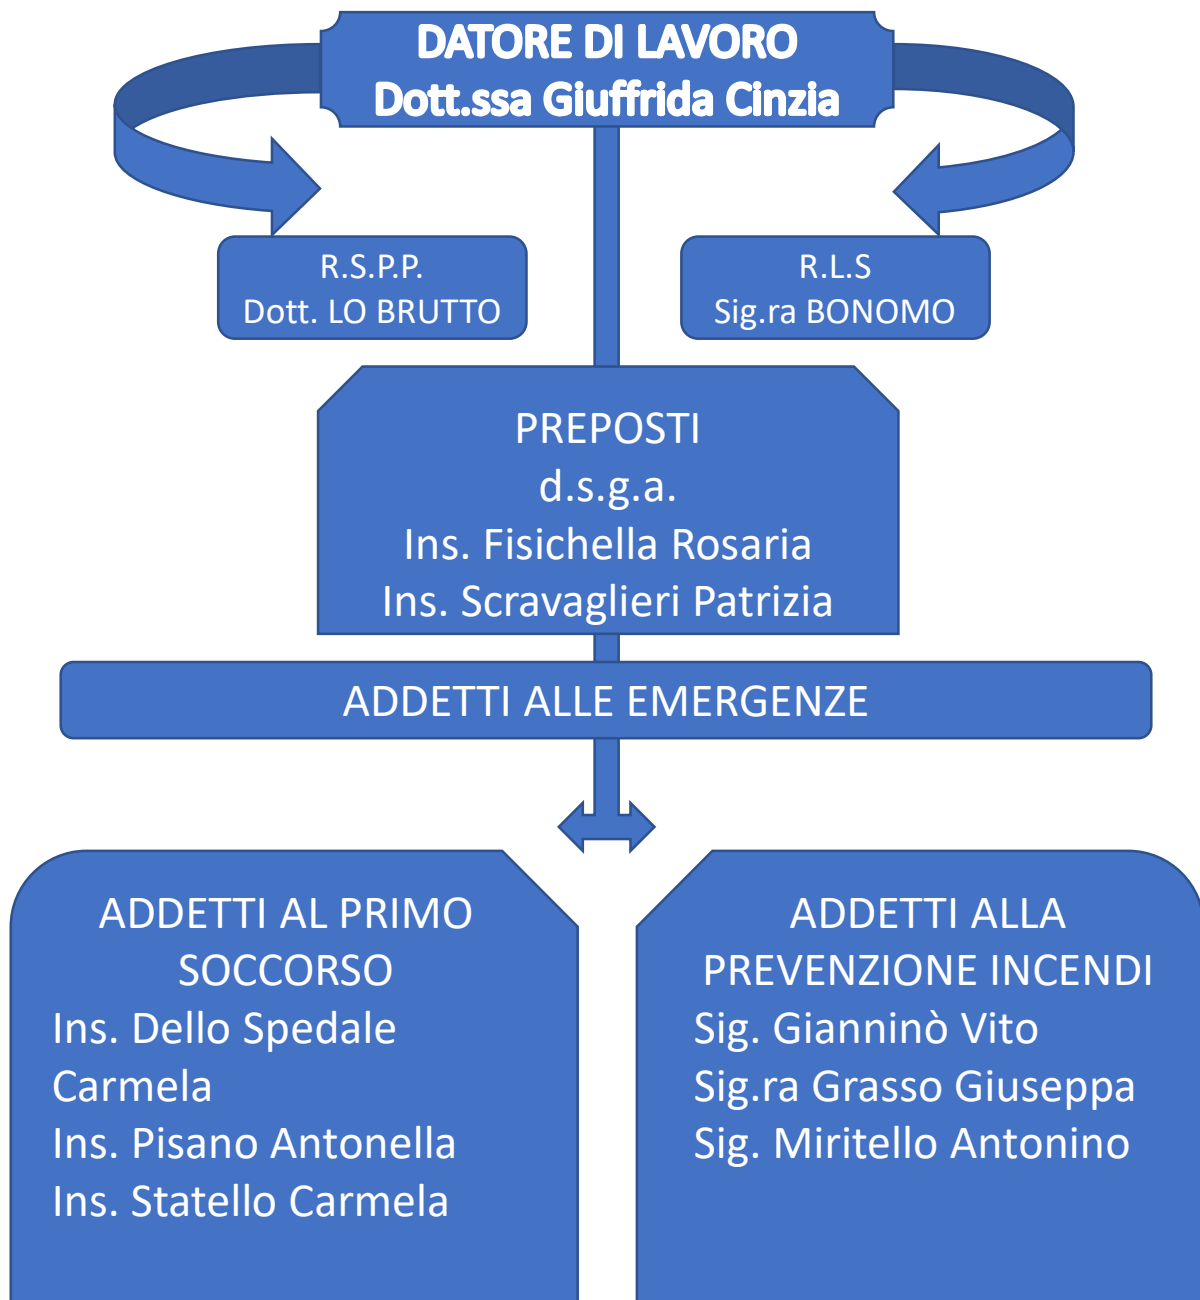 DATORE DI LAVORO
Dott.ssa Giuffrida Cinzia
R.S.P.P.
Dott. LO BRUTTO
R.L.S
Sig.ra BONOMO
PREPOSTI
d.s.g.a.
Ins. Fisichella Rosaria
Ins. Scravaglieri Patrizia
ADDETTI ALLE EMERGENZE
ADDETTI AL PRIMO
SOCCORSO
Ins. Dello Spedale
Carmela
Ins. Pisano Antonella
Ins. Statello Carmela
ADDETTI ALLA
PREVENZIONE INCENDI
Sig. Gianninò Vito
Sig.ra Grasso Giuseppa
Sig. Miritello Antonino